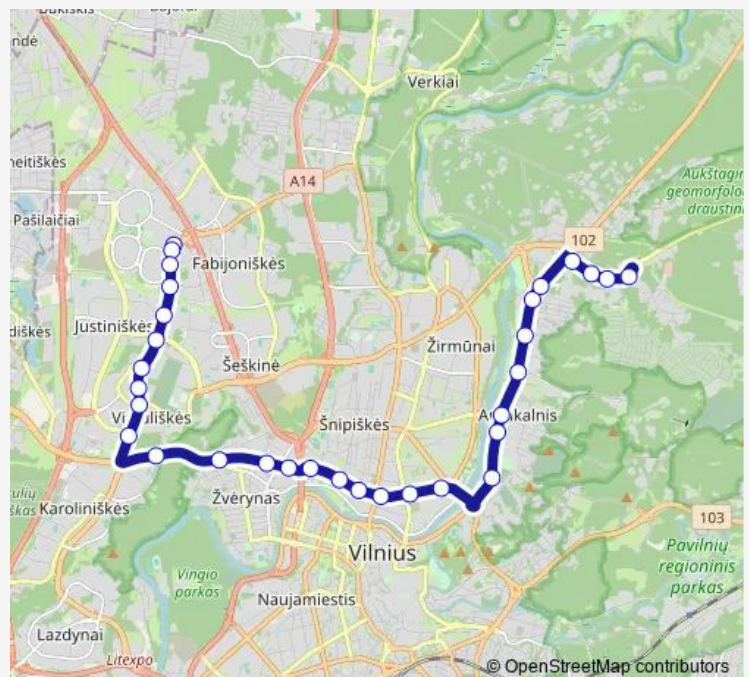 Verkiai
A14
Pašilaičiai
102
Fabijoniškės
Justiniškės
Žirmūnai
Šeškinė
Šnipiškės
Karoliniškės
Žvėrynas
103
Vilnius
Pavilnių
regioninis
parkas
Vingio
parkas
Naujamiestis
Lazdynai
Litexpo
© OpenStreetMap contributors